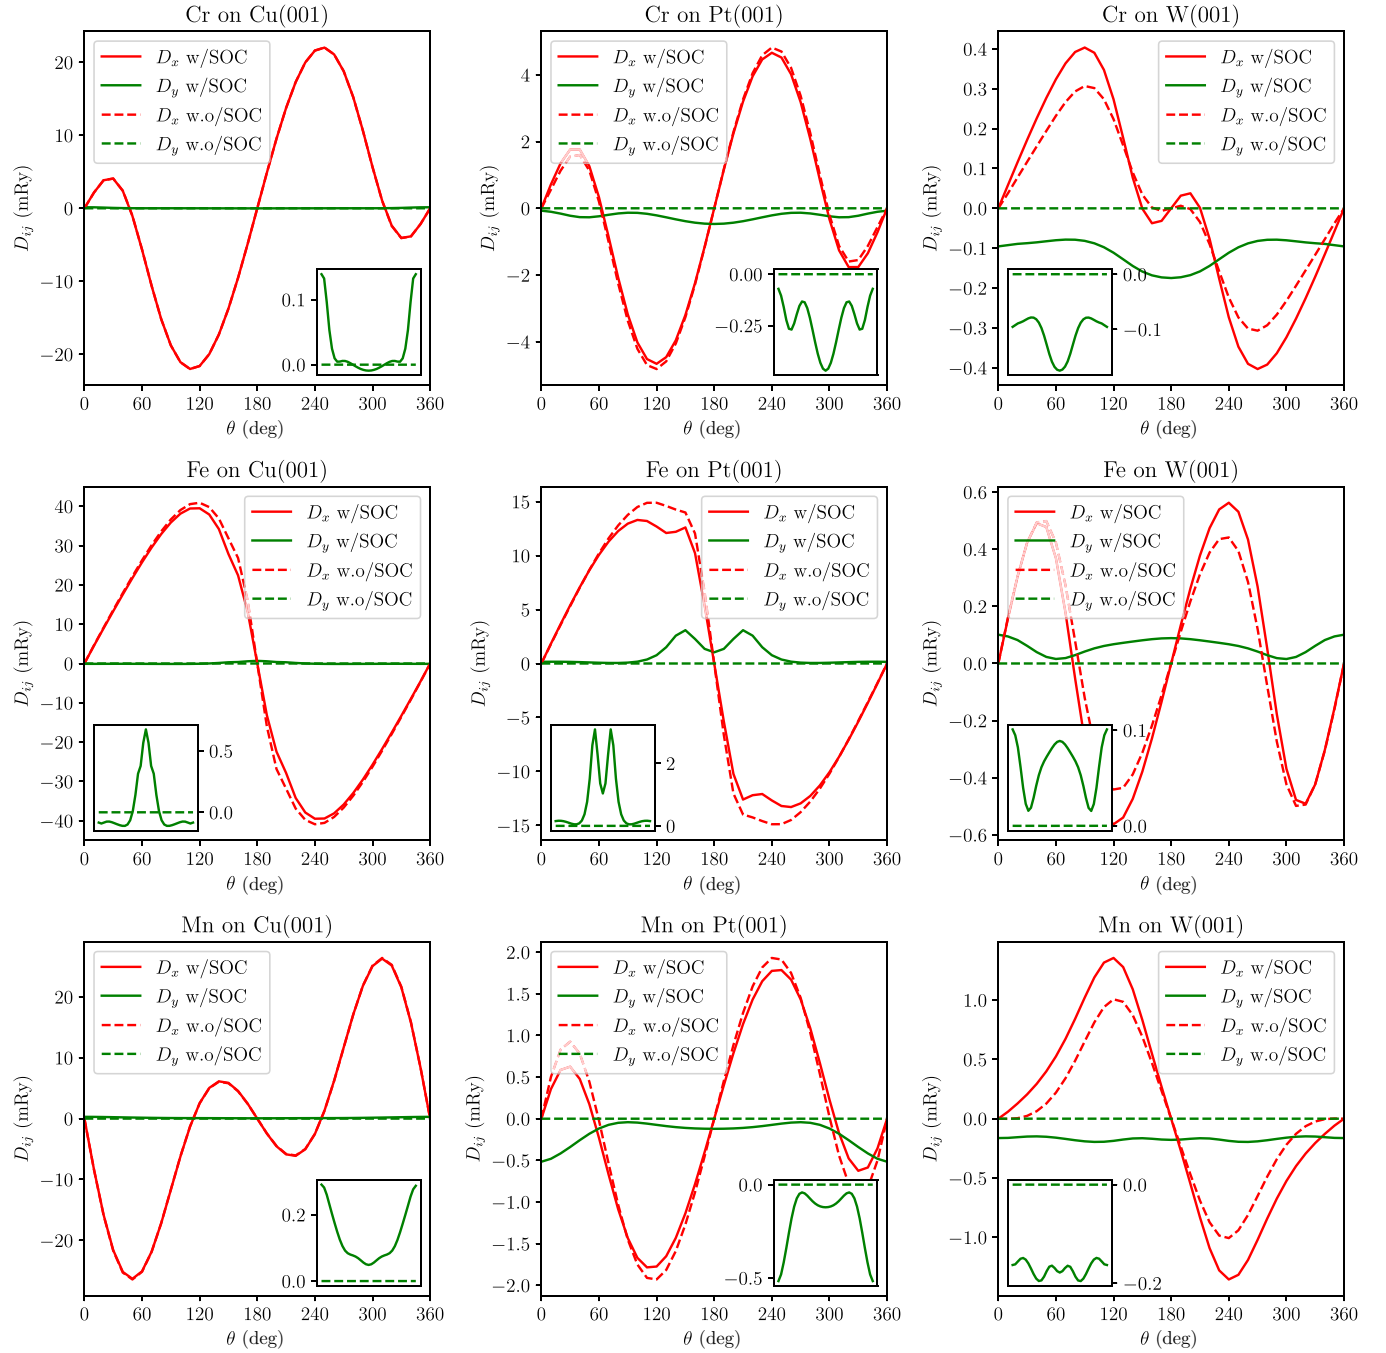 Cr on Cu(001)
20
10
0
−10
−20
D_ij (mRy)
D_x w/SOC
D_y w/SOC
D_x w.o/SOC
D_y w.o/SOC
0.1
0.0
0 60 120 180 240 300 360
θ (deg)
Cr on Pt(001)
4
2
0
−2
−4
D_ij (mRy)
D_x w/SOC
D_y w/SOC
D_x w.o/SOC
D_y w.o/SOC
0.00
−0.25
0 60 120 180 240 300 360
θ (deg)
Cr on W(001)
0.4
0.3
0.2
0.1
0.0
−0.1
−0.2
−0.3
−0.4
D_ij (mRy)
D_x w/SOC
D_y w/SOC
D_x w.o/SOC
D_y w.o/SOC
0.0
−0.1
0 60 120 180 240 300 360
θ (deg)
Fe on Cu(001)
40
30
20
10
0
−10
−20
−30
−40
D_ij (mRy)
D_x w/SOC
D_y w/SOC
D_x w.o/SOC
D_y w.o/SOC
0.5
0.0
0 60 120 180 240 300 360
θ (deg)
Fe on Pt(001)
15
10
5
0
−5
−10
−15
D_ij (mRy)
D_x w/SOC
D_y w/SOC
D_x w.o/SOC
D_y w.o/SOC
2
0
0 60 120 180 240 300 360
θ (deg)
Fe on W(001)
0.6
0.4
0.2
0.0
−0.2
−0.4
−0.6
D_ij (mRy)
D_x w/SOC
D_y w/SOC
D_x w.o/SOC
D_y w.o/SOC
0.1
0.0
0 60 120 180 240 300 360
θ (deg)
Mn on Cu(001)
20
10
0
−10
−20
D_ij (mRy)
D_x w/SOC
D_y w/SOC
D_x w.o/SOC
D_y w.o/SOC
0.2
0.0
0 60 120 180 240 300 360
θ (deg)
Mn on Pt(001)
2.0
1.5
1.0
0.5
0.0
−0.5
−1.0
−1.5
−2.0
D_ij (mRy)
D_x w/SOC
D_y w/SOC
D_x w.o/SOC
D_y w.o/SOC
0.0
−0.5
0 60 120 180 240 300 360
θ (deg)
Mn on W(001)
1.0
0.5
0.0
−0.5
−1.0
D_ij (mRy)
D_x w/SOC
D_y w/SOC
D_x w.o/SOC
D_y w.o/SOC
0.0
−0.2
0 60 120 180 240 300 360
θ (deg)